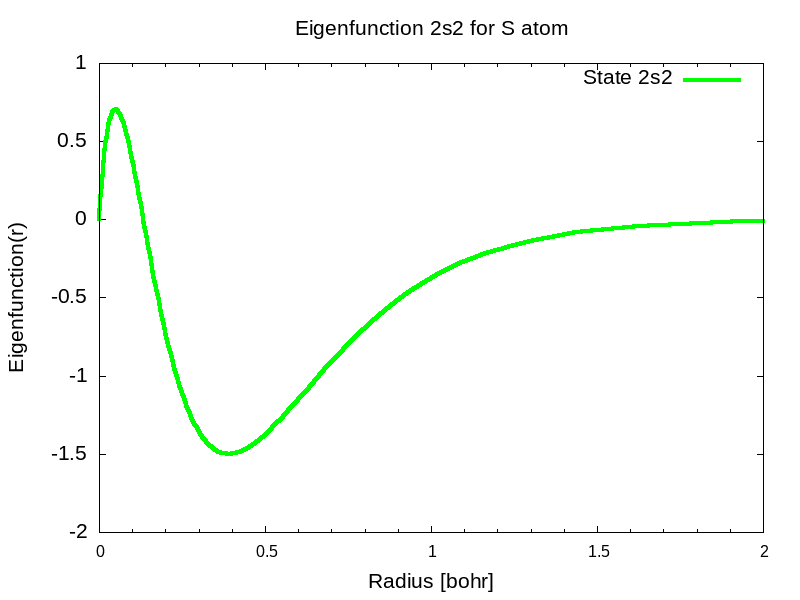 Eigenfunction 2s2 for S atom
State 2s2
1
0.5
0
-0.5
-1
-1.5
-2
Eigenfunction(r)
0 0.5 1 1.5 2
Radius [bohr]